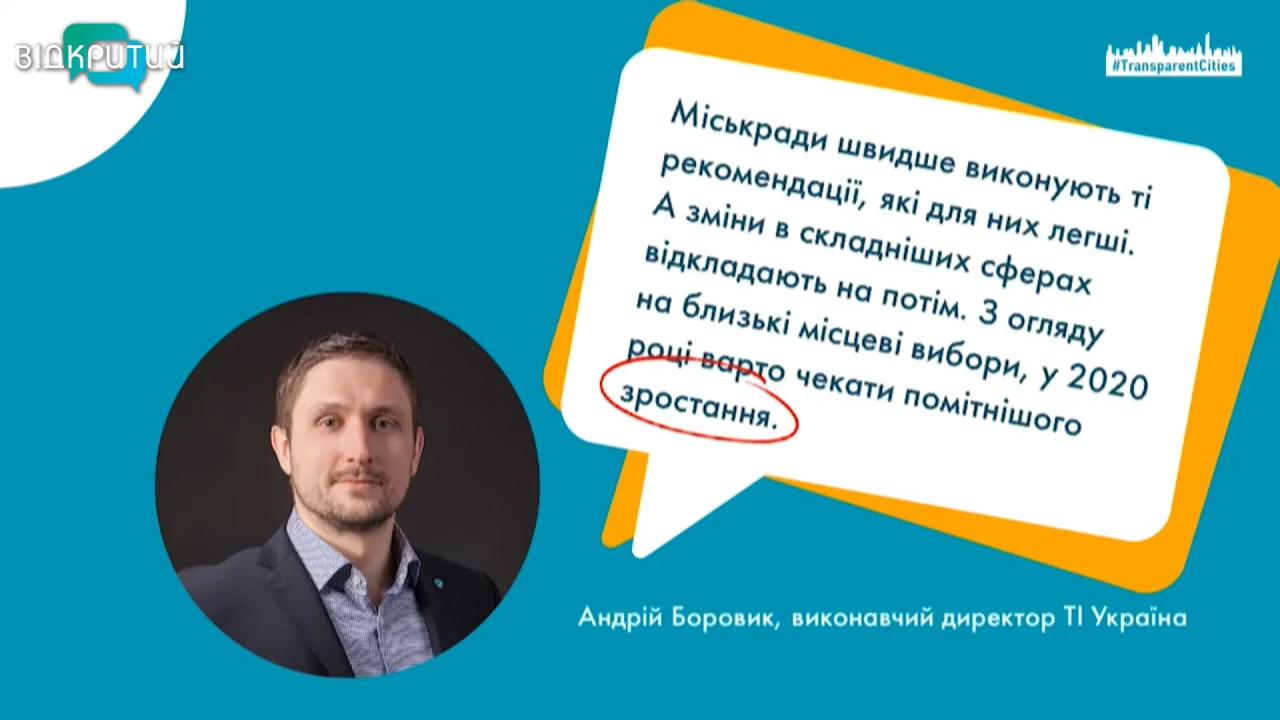 ВІДКРИТИЙ
#TransparentCities
Міськради швидше виконують ті
рекомендації, які для них легші.
А зміни в складніших сферах
відкладають на потім. З огляду
на близькі місцеві вибори, у 2020
році варто чекати помітнішого
зростання.
Андрій Боровик, виконавчий директор ТІ Україна